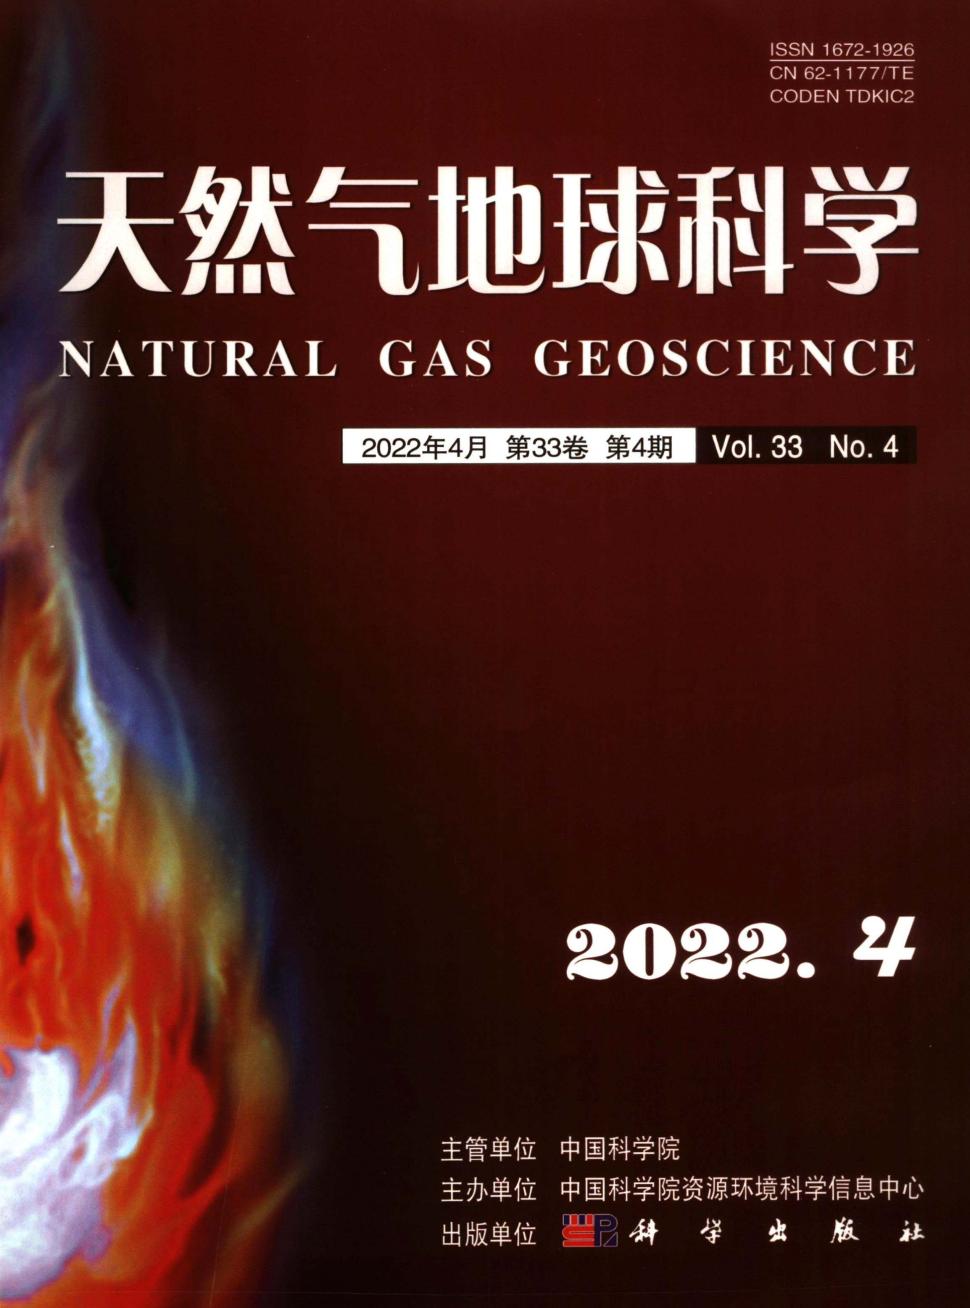 ISSN 1672-1926
CN 62-1177/TE
CODEN TDKIC2
天然气地球科学
NATURAL GAS GEOSCIENCE
2022年4月 第33卷 第4期 Vol. 33 No. 4
2022. 4
主管单位 中国科学院
主办单位 中国科学院资源环境科学信息中心
出版单位 科学出版社